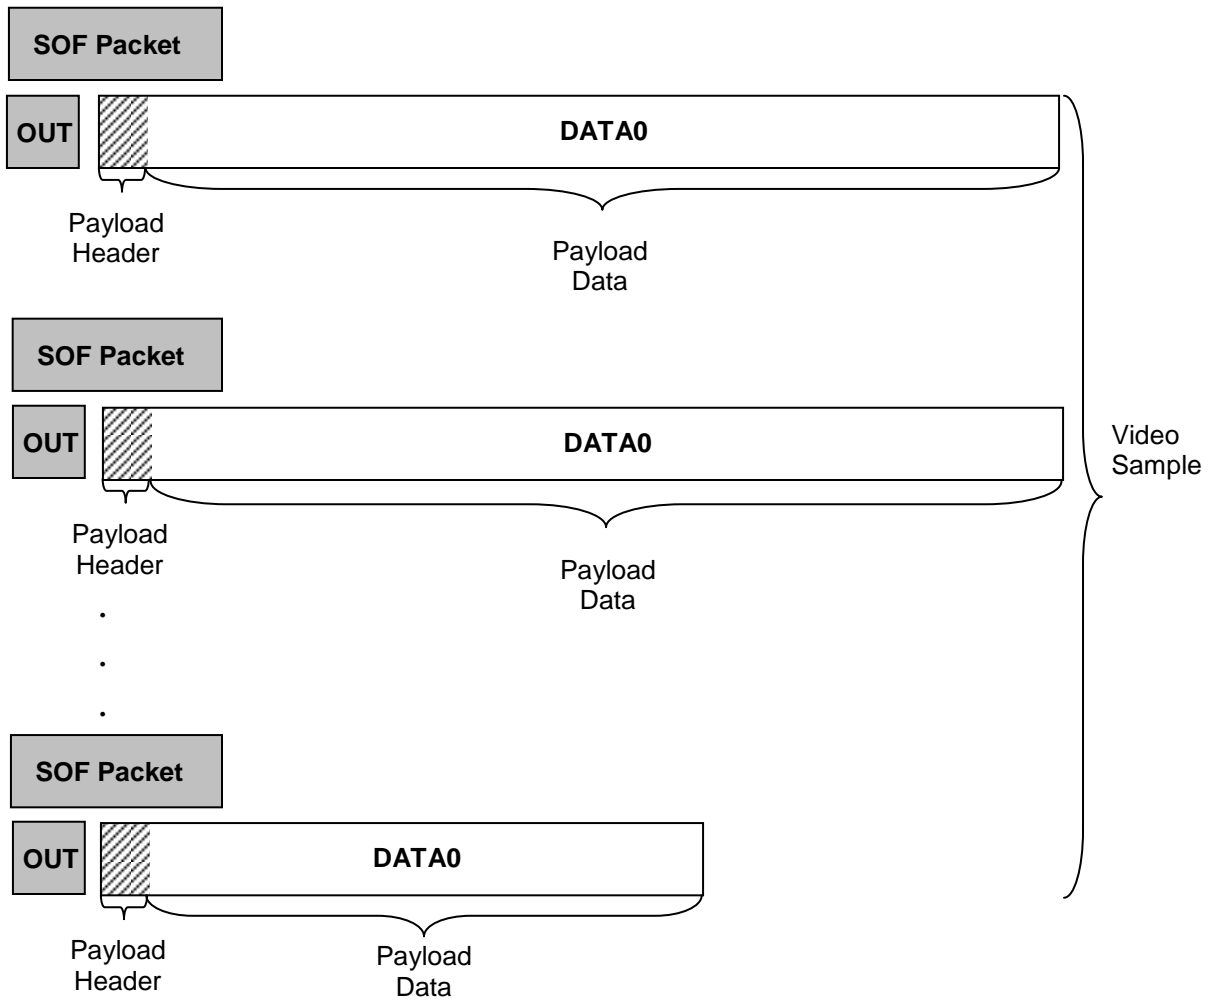 SOF Packet
OUT
DATA0
Payload
Header
Payload
Data
SOF Packet
OUT
DATA0
Video
Sample
Payload
Header
Payload
Data
.
.
.
SOF Packet
OUT
DATA0
Payload
Header
Payload
Data